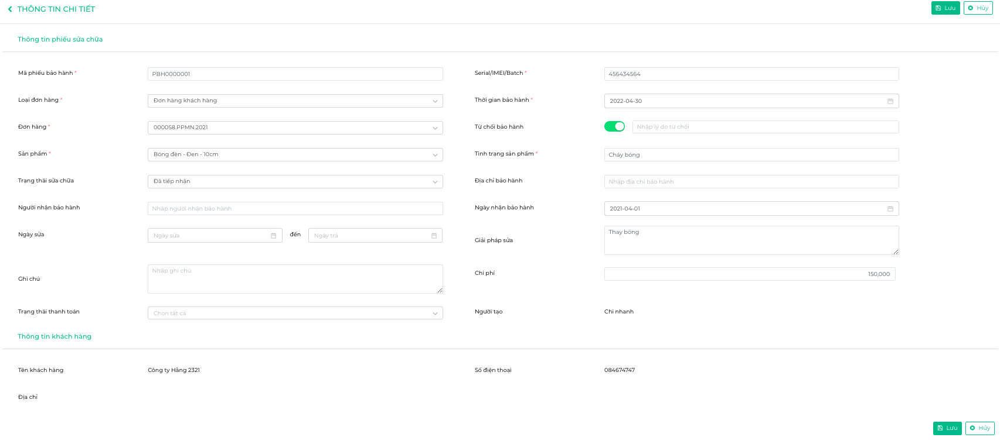 THÔNG TIN CHI TIẾT
Lưu
Hủy
Thông tin phiếu sửa chữa
Mã phiếu bảo hành *
PBH0000001
Serial/IMEI/Batch *
456434564
Loại đơn hàng *
Đơn hàng khách hàng
Thời gian bảo hành *
2022-04-30
Đơn hàng *
000058.PPMN.2021
Từ chối bảo hành
Nhập lý do từ chối
Sản phẩm *
Bóng đèn - Đen - 10cm
Tình trạng sản phẩm *
Cháy bóng
Trạng thái sửa chữa
Đã tiếp nhận
Địa chỉ bảo hành
Nhập địa chỉ bảo hành
Người nhận bảo hành
Nhập người nhận bảo hành
Ngày nhận bảo hành
2021-04-01
Ngày sửa
Ngày sửa
đến
Ngày trả
Giải pháp sửa
Thay bóng
Ghi chú
Nhập ghi chú
Chi phí
150,000
Trạng thái thanh toán
Chọn tất cả
Người tạo
Chi nhanh
Thông tin khách hàng
Tên khách hàng
Công ty Hằng 2321
Số điện thoại
084674747
Địa chỉ
Lưu
Hủy